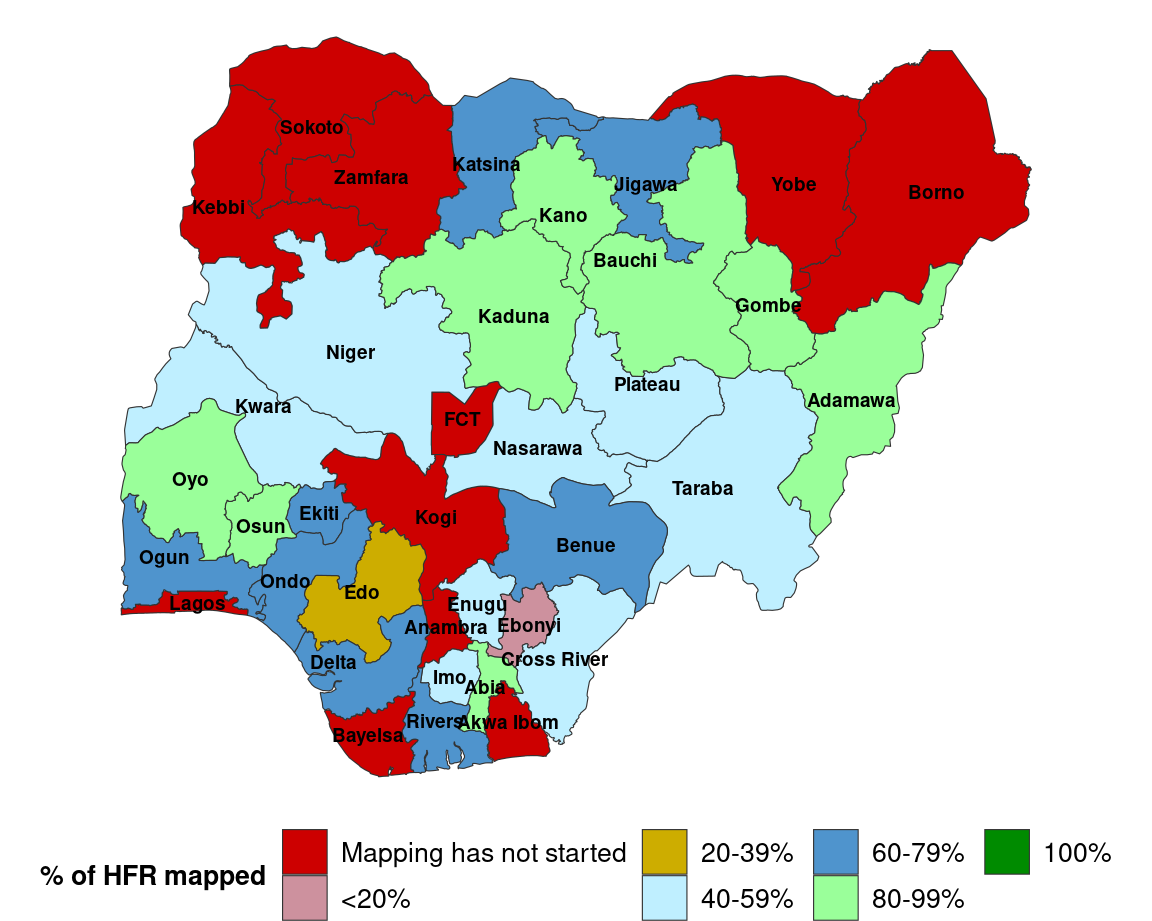 Sokoto
Katsina
Zamfara
Jigawa
Yobe
Borno
Kebbi
Kano
Bauchi
Gombe
Kaduna
Niger
Plateau
Adamawa
Kwara
FCT
Nasarawa
Oyo
Taraba
Kogi
Ekiti
Osun
Benue
Ogun
Ondo
Edo
Lagos
Enugu
Anambra
Ebonyi
Delta
Cross River
Imo
Abia
Rivers
Akwa Ibom
Bayelsa
% of HFR mapped
Mapping has not started
<20%
20-39%
40-59%
60-79%
80-99%
100%